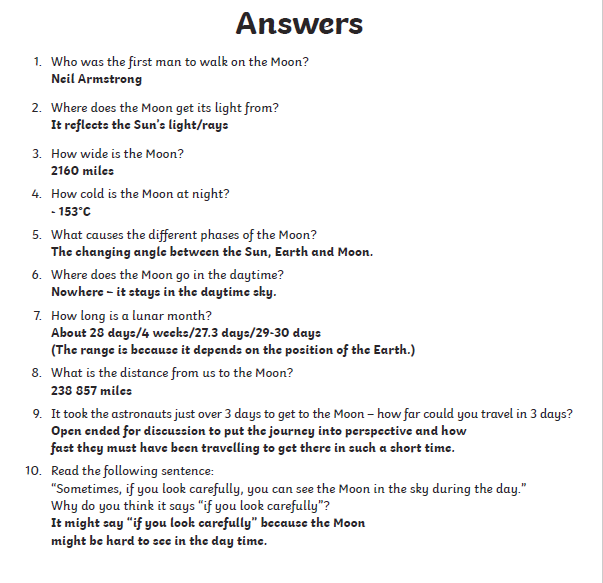 Answers
1. Who was the first man to walk on the Moon?
Neil Armstrong
2. Where does the Moon get its light from?
It reflects the Sun's light/rays
3. How wide is the Moon?
2160 miles
4. How cold is the Moon at night?
- 153°C
5. What causes the different phases of the Moon?
The changing angle between the Sun, Earth and Moon.
6. Where does the Moon go in the daytime?
Nowhere – it stays in the daytime sky.
7. How long is a lunar month?
About 28 days/4 weeks/27.3 days/29-30 days
(The range is because it depends on the position of the Earth.)
8. What is the distance from us to the Moon?
238 857 miles
9. It took the astronauts just over 3 days to get to the Moon – how far could you travel in 3 days?
Open ended for discussion to put the journey into perspective and how
fast they must have been travelling to get there in such a short time.
10. Read the following sentence:
“Sometimes, if you look carefully, you can see the Moon in the sky during the day.”
Why do you think it says “if you look carefully”?
It might say “if you look carefully” because the Moon
might be hard to see in the day time.